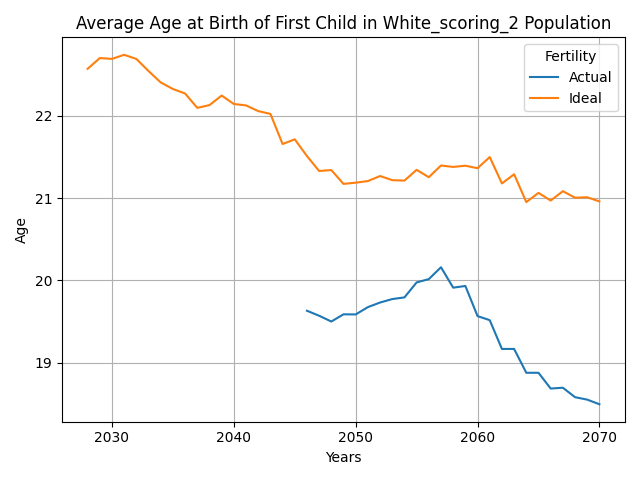 Average Age at Birth of First Child in White_scoring_2 Population
Fertility
Actual
Ideal
Age
22
21
20
19
2030 2040 2050 2060 2070
Years